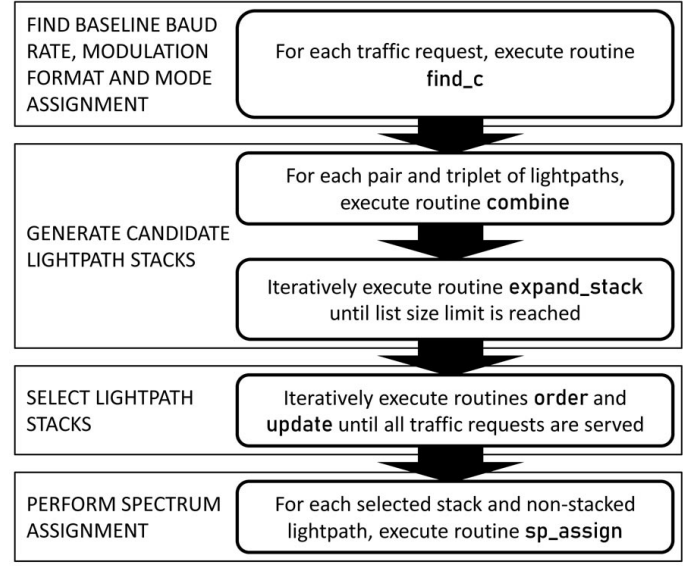 FIND BASELINE BAUD
RATE, MODULATION
FORMAT AND MODE
ASSIGNMENT
For each traffic request, execute routine
find_c
GENERATE CANDIDATE
LIGHTPATH STACKS
For each pair and triplet of lightpaths,
execute routine combine
Iteratively execute routine expand_stack
until list size limit is reached
SELECT LIGHTPATH
STACKS
Iteratively execute routines order and
update until all traffic requests are served
PERFORM SPECTRUM
ASSIGNMENT
For each selected stack and non-stacked
lightpath, execute routine sp_assign